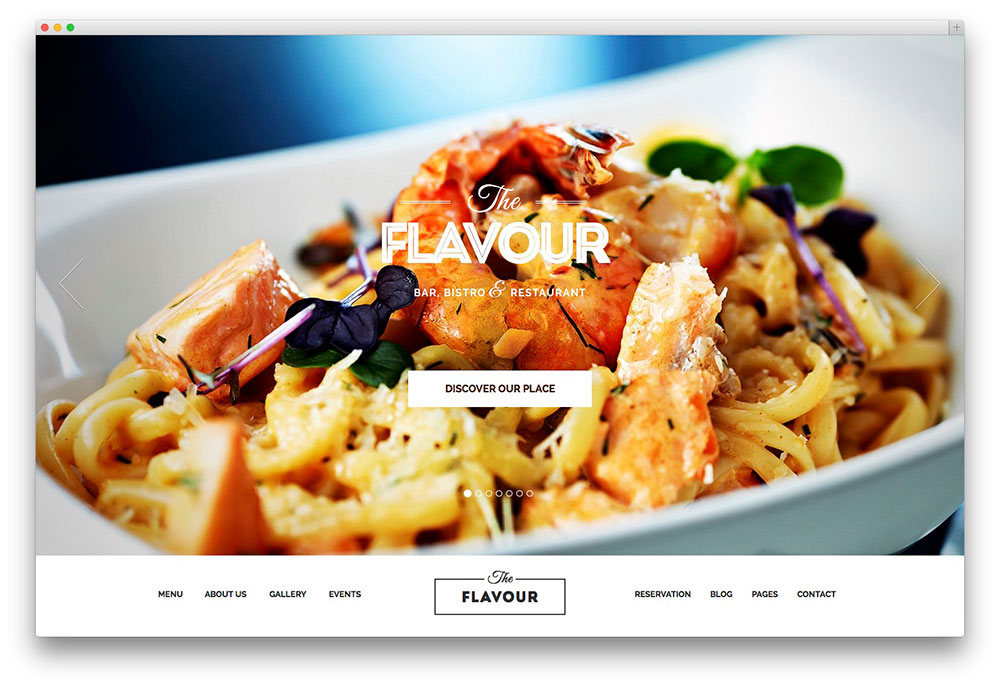 The
FLAVOUR
BAR, BISTRO & RESTAURANT
DISCOVER OUR PLACE
MENU ABOUT US GALLERY EVENTS
The
FLAVOUR
RESERVATION BLOG PAGES CONTACT